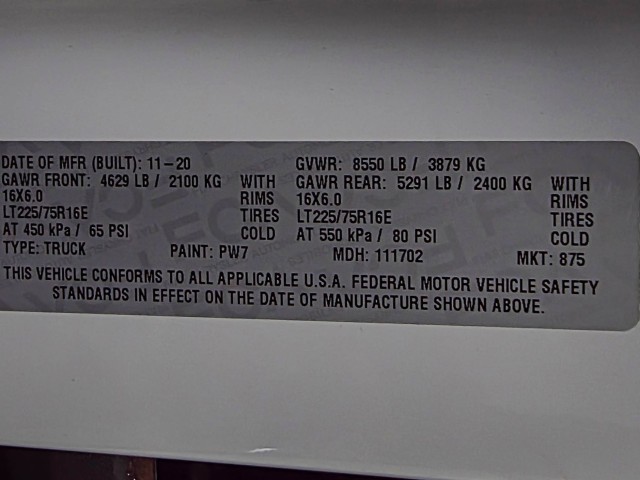 DATE OF MFR (BUILT): 11-20 GVWR: 8550 LB / 3879 KG
GAWR FRONT: 4629 LB / 2100 KG WITH GAWR REAR: 5291 LB / 2400 KG WITH
16X6.0 RIMS 16X6.0 RIMS
LT225/75R16E TIRES LT225/75R16E TIRES
AT 450 kPa / 65 PSI COLD AT 550 kPa / 80 PSI COLD
TYPE: TRUCK PAINT: PW7 MDH: 111702 MKT: 875
THIS VEHICLE CONFORMS TO ALL APPLICABLE U.S.A. FEDERAL MOTOR VEHICLE SAFETY
STANDARDS IN EFFECT ON THE DATE OF MANUFACTURE SHOWN ABOVE.